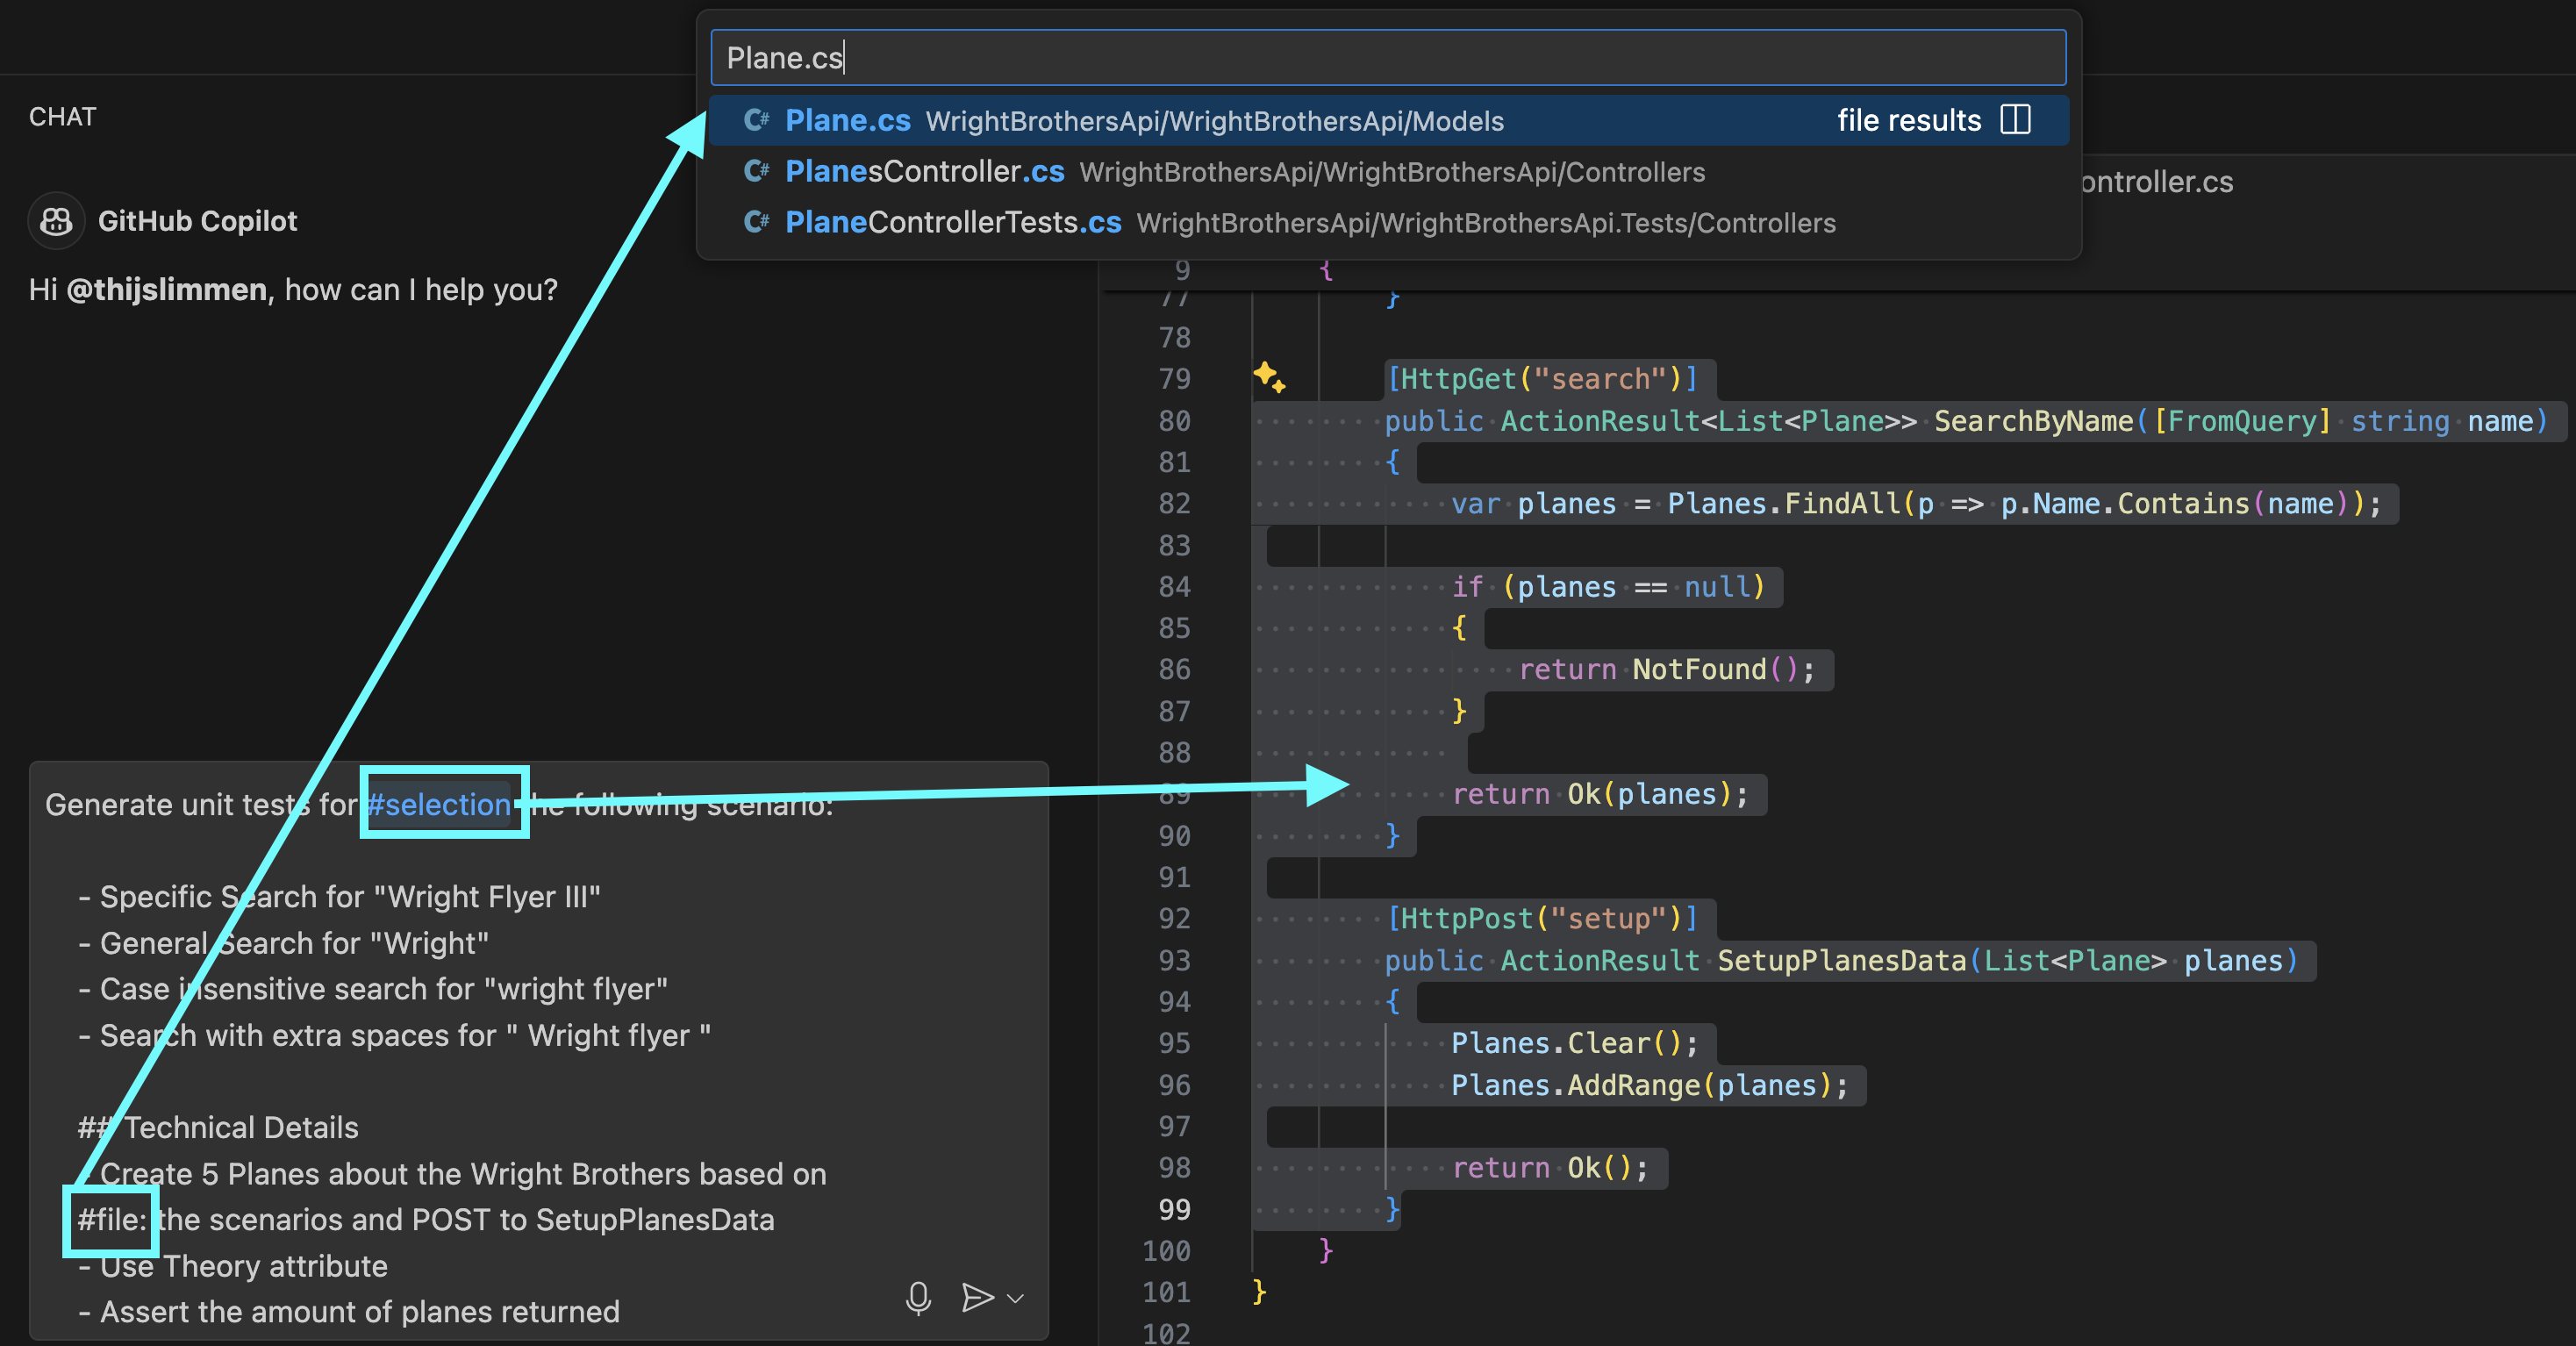 Plane.cs
C# Plane.cs WrightBrothersApi/WrightBrothersApi/Models file results
C# PlanesController.cs WrightBrothersApi/WrightBrothersApi/Controllers
C# PlaneControllerTests.cs WrightBrothersApi/WrightBrothersApi.Tests/Controllers
CHAT
GitHub Copilot
Hi @thijslimmen, how can I help you?
Generate unit tests for #selection the following scenario:
- Specific Search for "Wright Flyer III"
- General Search for "Wright"
- Case insensitive search for "wright flyer"
- Search with extra spaces for " Wright flyer "
## Technical Details
- Create 5 Planes about the Wright Brothers based on
#file: the scenarios and POST to SetupPlanesData
- Use Theory attribute
- Assert the amount of planes returned
ontroller.cs
9 {
77 }
78
79 [HttpGet("search")]
80 public ActionResult<List<Plane>> SearchByName([FromQuery] string name)
81 {
82 var planes = Planes.FindAll(p => p.Name.Contains(name));
83
84 if (planes == null)
85 {
86 return NotFound();
87 }
88
89 return Ok(planes);
90 }
91
92 [HttpPost("setup")]
93 public ActionResult SetupPlanesData(List<Plane> planes)
94 {
95 Planes.Clear();
96 Planes.AddRange(planes);
97
98 return Ok();
99 }
100 }
101 }
102